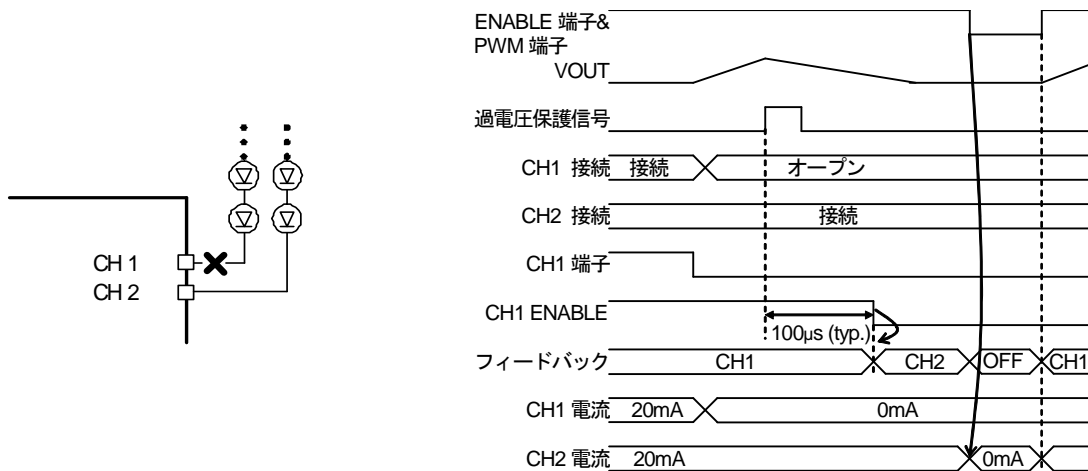 CH 1
CH 2
ENABLE 端子&
PWM 端子
VOUT
過電圧保護信号
CH1 接続 接続 オープン
CH2 接続 接続
CH1 端子
CH1 ENABLE
100μs (typ.)
フィードバック CH1 CH2 OFF CH1
CH1 電流 20mA 0mA
CH2 電流 20mA 0mA